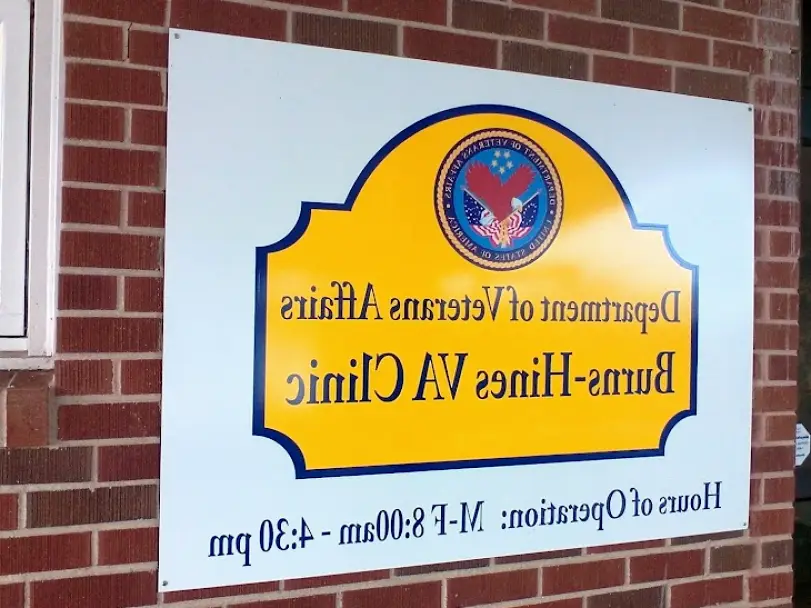 DEPARTMENT OF VETERANS AFFAIRS
UNITED STATES OF AMERICA
Department of Veterans Affairs
Burns-Hines VA Clinic
Hours of Operation: M-F 8:00am - 4:30 pm